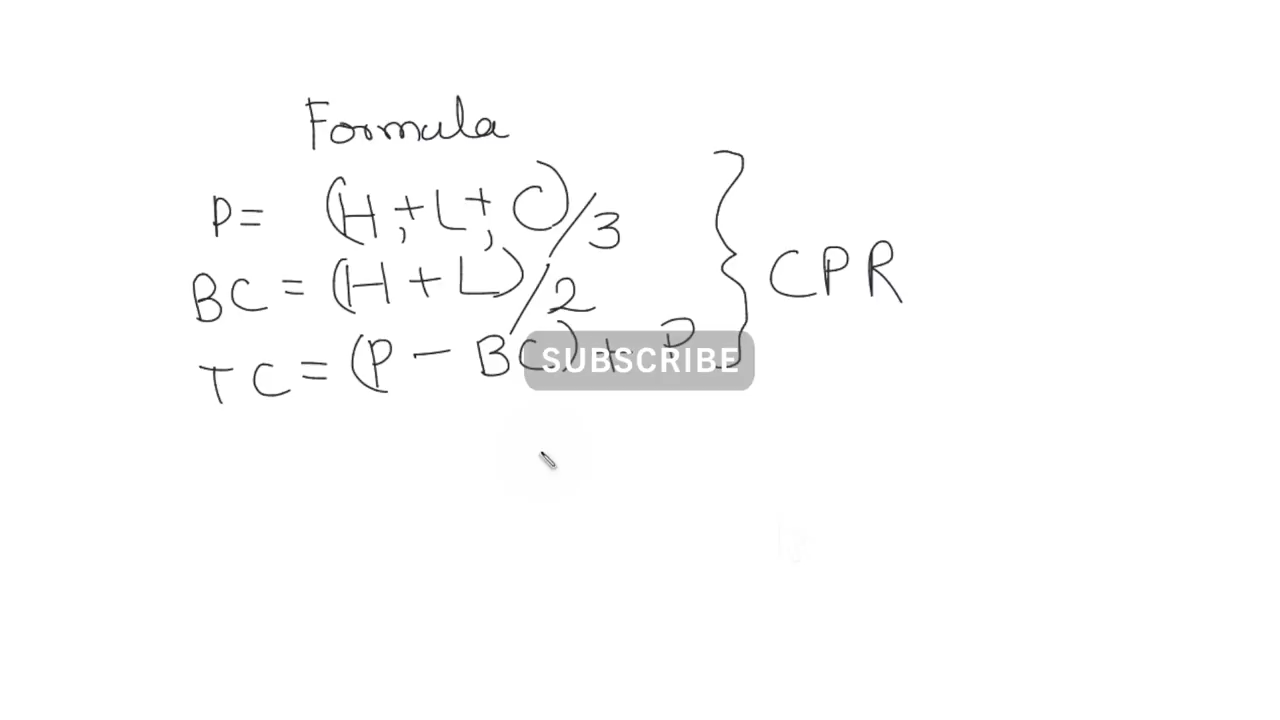 Formula
P= (H,+L,+C)/3
BC = (H+L)/2
TC = (P-BC)+P
CPR
SUBSCRIBE